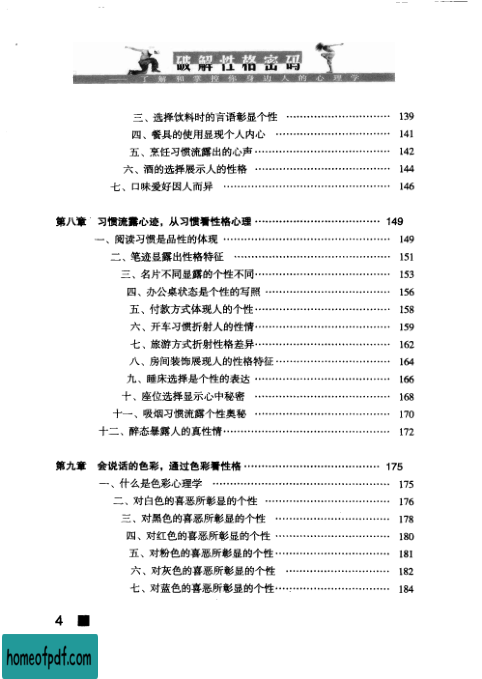 破解性格密码
——了解和掌控你身边人的心理学
三、选择饮料时的言语彰显个性 …………………………… 139
四、餐具的使用显现个人内心 …………………………… 141
五、烹饪习惯流露出的心声………………………………… 142
六、酒的选择展示人的性格 ……………………………… 144
七、口味爱好因人而异 …………………………………… 146
第八章 习惯流露心迹，从习惯看性格心理 ……………………………… 149
一、阅读习惯是品性的体现 ……………………………… 149
二、笔迹显露出性格特征 ………………………………… 151
三、名片不同显露的个性不同……………………………… 153
四、办公桌状态是个性的写照 …………………………… 156
五、付款方式体现人的个性………………………………… 158
六、开车习惯折射人的性情………………………………… 159
七、旅游方式折射性格差异………………………………… 162
八、房间装饰展现人的性格特征…………………………… 164
九、睡床选择是个性的表达 ……………………………… 166
十、座位选择显示心中秘密 ……………………………… 168
十一、吸烟习惯流露个性奥秘 …………………………… 170
十二、醉态暴露人的真性情………………………………… 172
第九章 会说话的色彩，通过色彩看性格 ………………………………… 175
一、什么是色彩心理学 …………………………………… 175
二、对白色的喜恶所彰显的个性 ………………………… 176
三、对黑色的喜恶所彰显的个性 ………………………… 178
四、对红色的喜恶所彰显的个性 ………………………… 180
五、对粉色的喜恶所彰显的个性…………………………… 181
六、对灰色的喜恶所彰显的个性 ………………………… 182
七、对蓝色的喜恶所彰显的个性…………………………… 184
4
homeofpdf.com